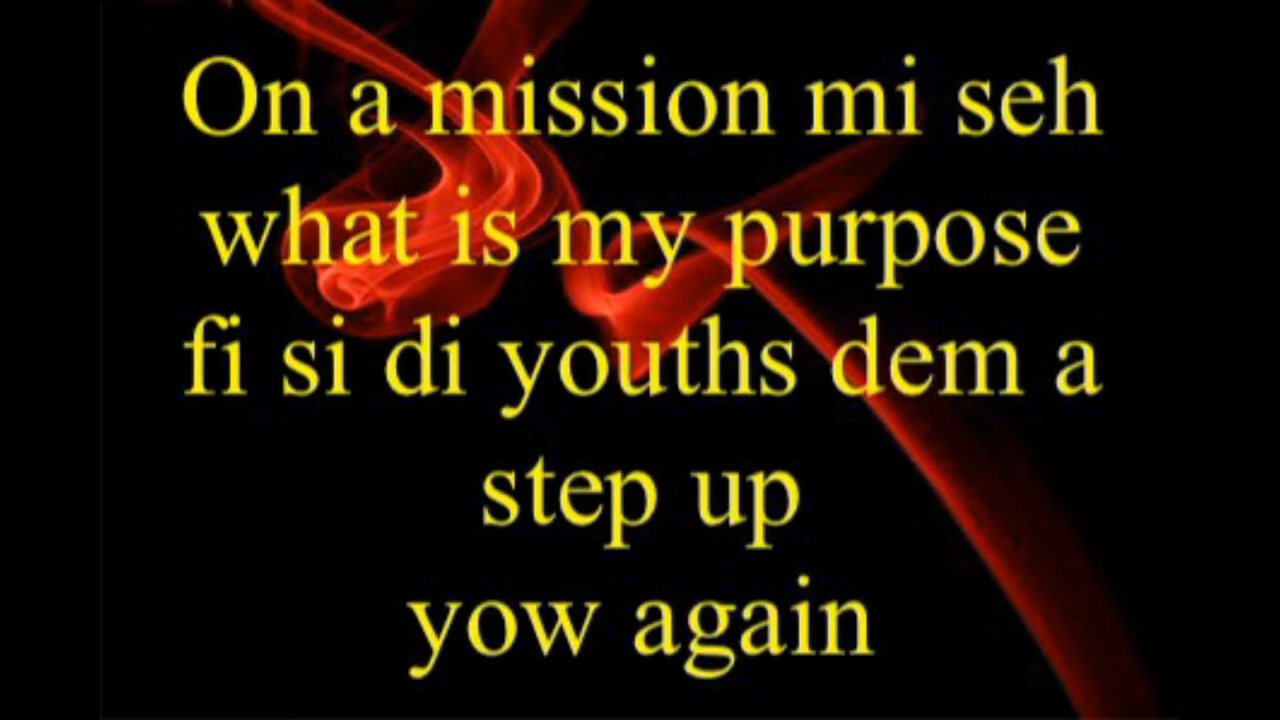 On a mission mi seh
what is my purpose
fi si di youths dem a
step up
yow again